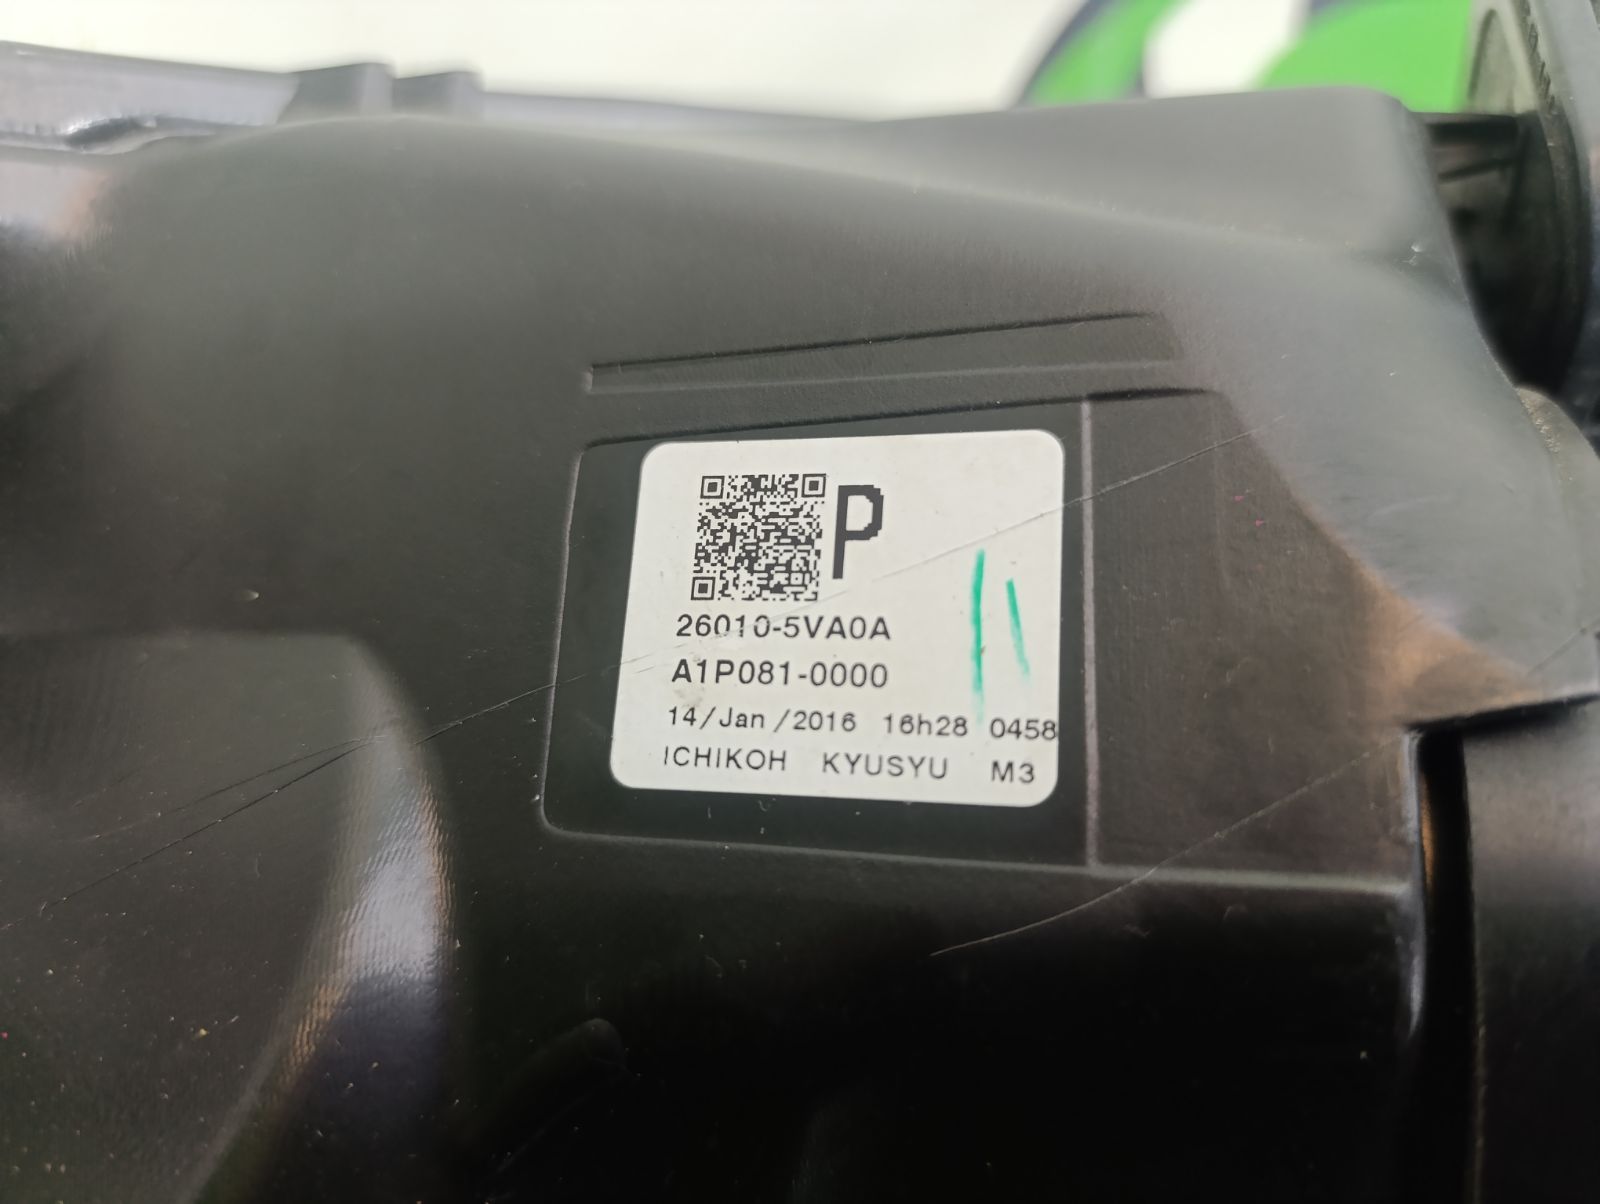 P
26010-5VA0A
A1P081-0000
14/Jan/2016 16h28 0458
ICHIKOH KYUSYU M3